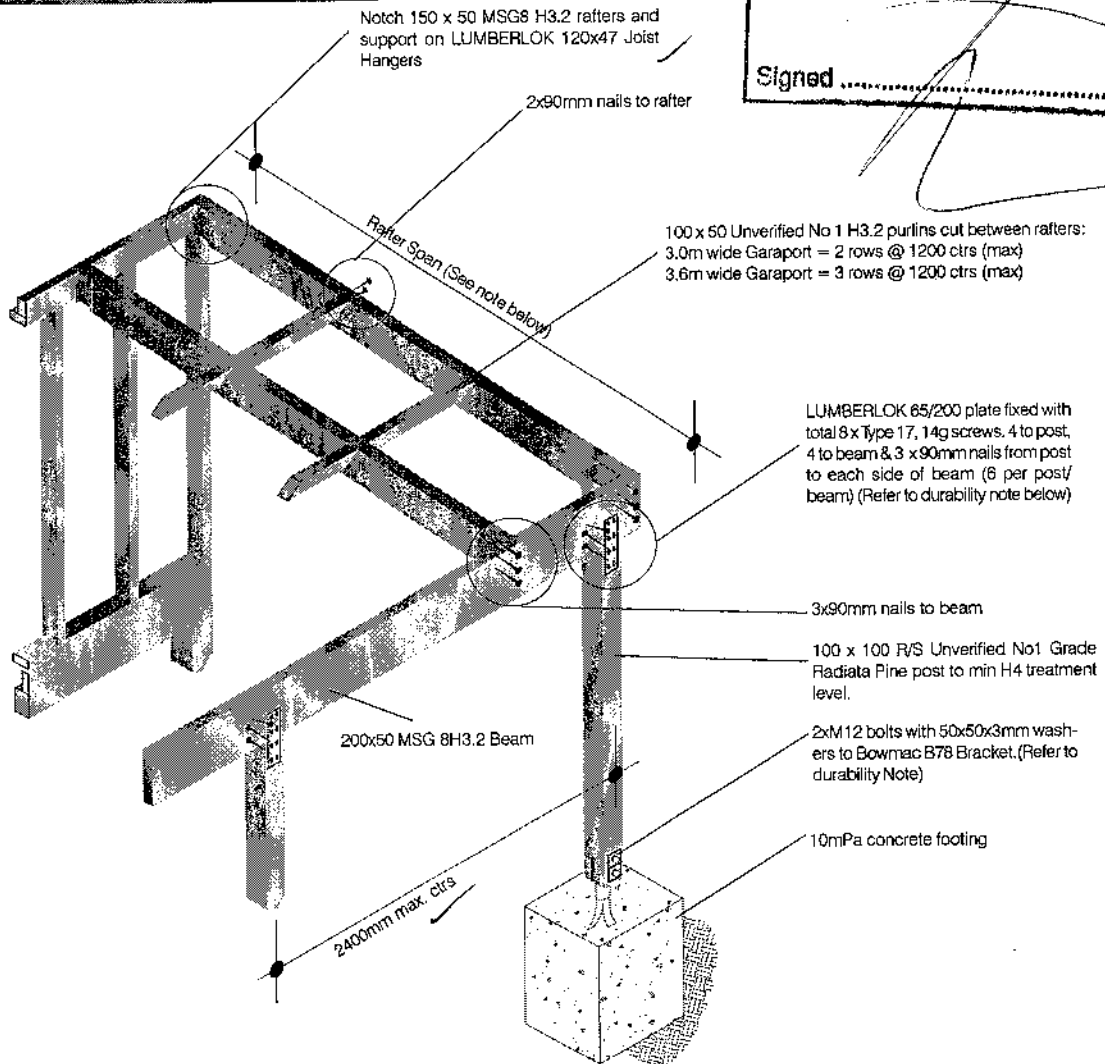 Notch 150 x 50 MSG8 H3.2 rafters and
support on LUMBERLOK 120x47 Joist
Hangers
Signed
2x90mm nails to rafter
Rafter Span (See note below)
100 x 50 Unverified No 1 H3.2 purlins cut between rafters:
3.0m wide Garaport = 2 rows @ 1200 ctrs (max)
3.6m wide Garaport = 3 rows @ 1200 ctrs (max)
LUMBERLOK 65/200 plate fixed with
total 8x Type 17, 14g screws. 4 to post,
4 to beam & 3 x90mm nails from post
to each side of beam (6 per post/
beam) (Refer to durability note below)
3x90mm nails to beam
100 x 100 R/S Unverified No1 Grade
Radiata Pine post to min H4 treatment
level.
200x50 MSG 8H3.2 Beam
2xM12 bolts with 50x50x3mm wash-
ers to Bowmac B78 Bracket.(Refer to
durability Note)
10mPa concrete footing
2400mm max. ctrs